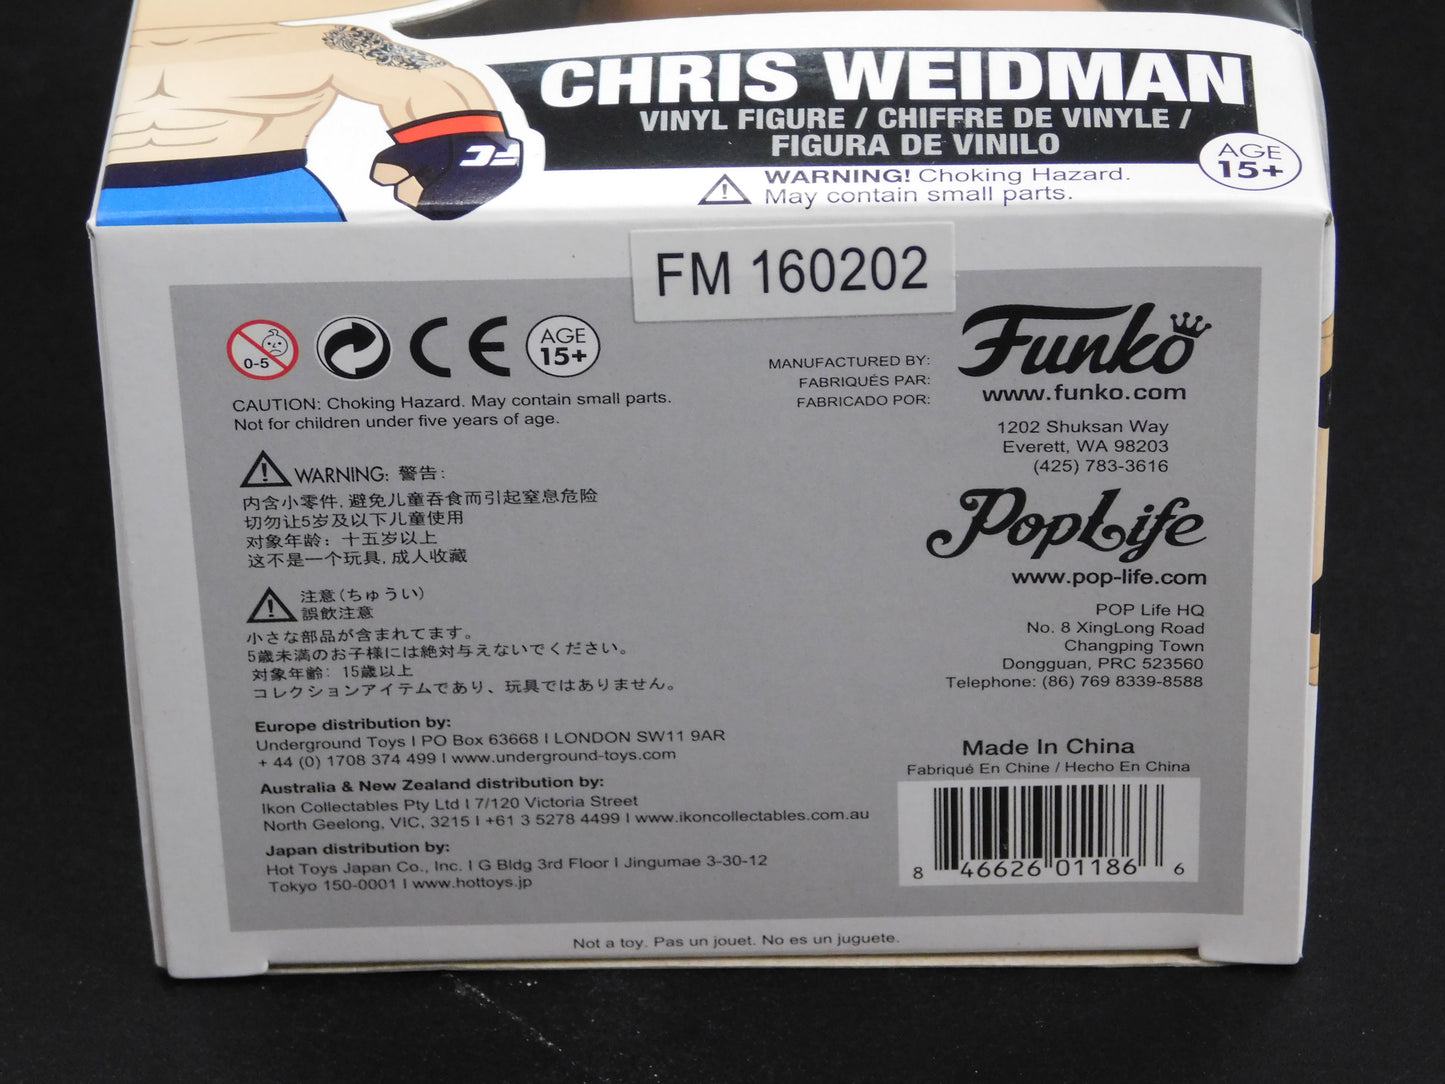 CHRIS WEIDMAN
VINYL FIGURE / CHIFFRE DE VINYLE /
FIGURA DE VINILO
AGE
15+
WARNING! Choking Hazard.
May contain small parts.
FM 160202
0-5
CE
AGE
15+
CAUTION: Choking Hazard. May contain small parts.
Not for children under five years of age.
WARNING: 警告:
内含小零件, 避免儿童吞食而引起窒息危险
切勿让5岁及以下儿童使用
对象年龄: 十五岁以上
这不是一个玩具, 成人收藏
注意(ちゅうい)
誤飲注意
小さな部品が含まれてます。
5歳未満のお子様には絶対与えないでください。
対象年齢: 15歳以上
コレクションアイテムであり、玩具ではありません。
Europe distribution by:
Underground Toys I PO Box 63668 I LONDON SW11 9AR
+ 44 (0) 1708 374 499 I www.underground-toys.com
Australia & New Zealand distribution by:
Ikon Collectables Pty Ltd I 7/120 Victoria Street
North Geelong, VIC, 3215 I +61 3 5278 4499 I www.ikoncollectables.com.au
Japan distribution by:
Hot Toys Japan Co., Inc. I G Bldg 3rd Floor I Jingumae 3-30-12
Tokyo 150-0001 I www.hottoys.jp
MANUFACTURED BY:
FABRIQUÉS PAR:
FABRICADO POR:
Funko
www.funko.com
1202 Shuksan Way
Everett, WA 98203
(425) 783-3616
PopLife
www.pop-life.com
POP Life HQ
No. 8 XingLong Road
Changping Town
Dongguan, PRC 523560
Telephone: (86) 769 8339-8588
Made In China
Fabriqué En Chine / Hecho En China
8 46626 01186 6
Not a toy. Pas un jouet. No es un juguete.